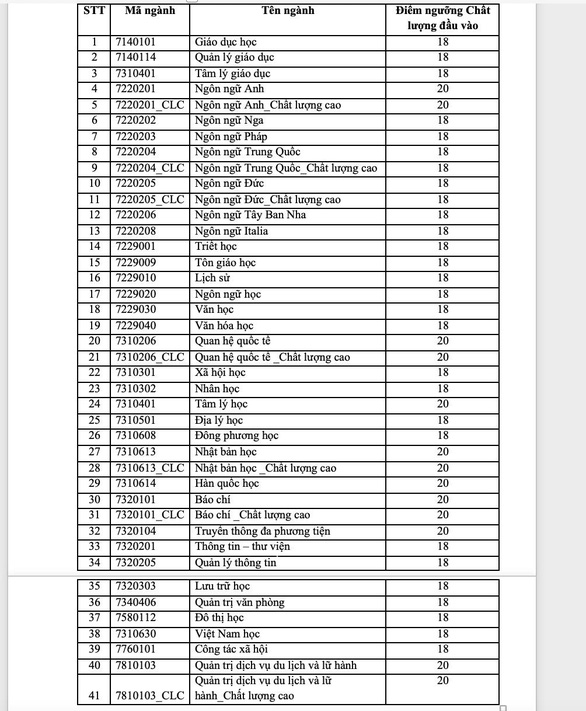 STT Mã ngành Tên ngành Điểm ngưỡng Chất
lượng đầu vào
1 7140101 Giáo dục học 18
2 7140114 Quản lý giáo dục 18
3 7310401 Tâm lý giáo dục 18
4 7220201 Ngôn ngữ Anh 20
5 7220201_CLC Ngôn ngữ Anh_Chất lượng cao 20
6 7220202 Ngôn ngữ Nga 18
7 7220203 Ngôn ngữ Pháp 18
8 7220204 Ngôn ngữ Trung Quốc 18
9 7220204_CLC Ngôn ngữ Trung Quốc_Chất lượng cao 18
10 7220205 Ngôn ngữ Đức 18
11 7220205_CLC Ngôn ngữ Đức_Chất lượng cao 18
12 7220206 Ngôn ngữ Tây Ban Nha 18
13 7220208 Ngôn ngữ Italia 18
14 7229001 Triết học 18
15 7229009 Tôn giáo học 18
16 7229010 Lịch sử 18
17 7229020 Ngôn ngữ học 18
18 7229030 Văn học 18
19 7229040 Văn hóa học 18
20 7310206 Quan hệ quốc tế 20
21 7310206_CLC Quan hệ quốc tế _Chất lượng cao 20
22 7310301 Xã hội học 18
23 7310302 Nhân học 18
24 7310401 Tâm lý học 20
25 7310501 Địa lý học 18
26 7310608 Đông phương học 18
27 7310613 Nhật bản học 20
28 7310613_CLC Nhật bản học _Chất lượng cao 20
29 7310614 Hàn quốc học 20
30 7320101 Báo chí 20
31 7320101_CLC Báo chí _Chất lượng cao 20
32 7320104 Truyền thông đa phương tiện 20
33 7320201 Thông tin – thư viện 18
34 7320205 Quản lý thông tin 18
35 7320303 Lưu trữ học 18
36 7340406 Quản trị văn phòng 18
37 7580112 Đô thị học 18
38 7310630 Việt Nam học 18
39 7760101 Công tác xã hội 18
40 7810103 Quản trị dịch vụ du lịch và lữ hành 20
Quản trị dịch vụ du lịch và lữ 20
41 7810103_CLC hành_Chất lượng cao